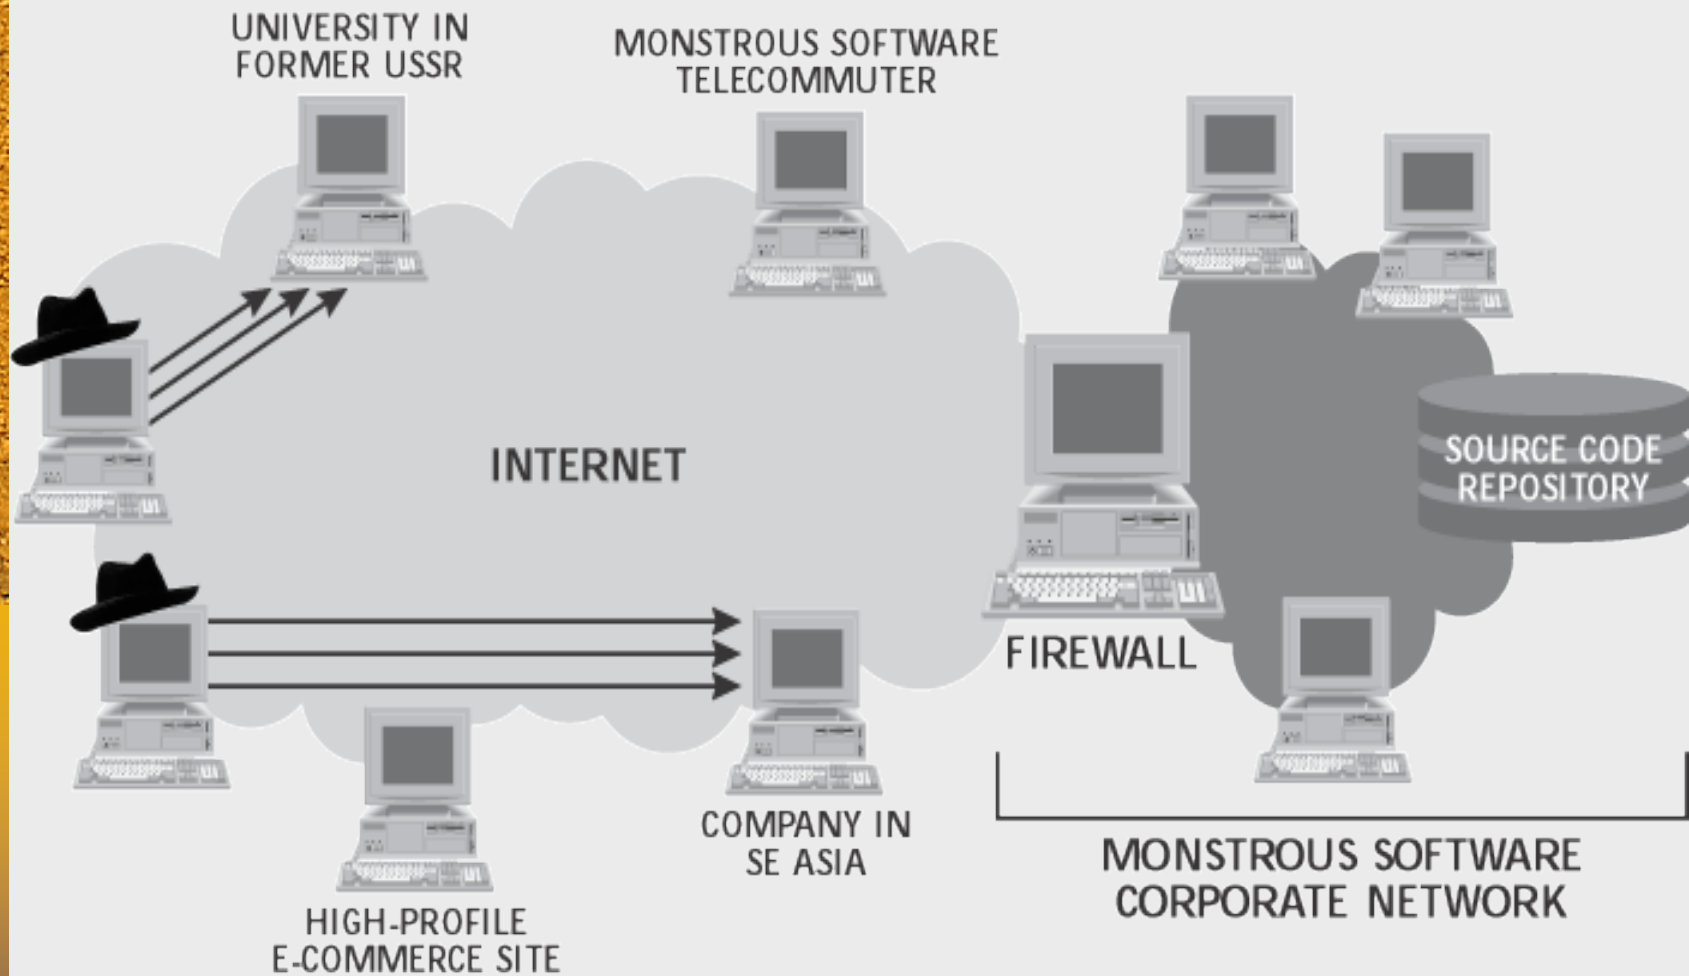 UNIVERSITY IN
FORMER USSR
MONSTROUS SOFTWARE
TELECOMMUTER
INTERNET
SOURCE CODE
REPOSITORY
FIREWALL
COMPANY IN
SE ASIA
MONSTROUS SOFTWARE
CORPORATE NETWORK
HIGH-PROFILE
E-COMMERCE SITE